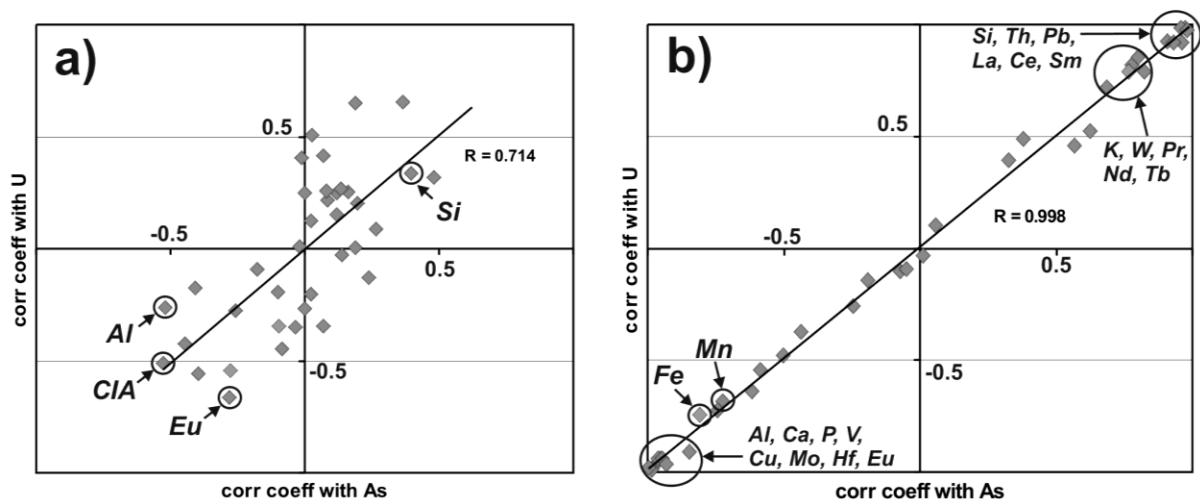 a)
corr coeff with U
0.5
R = 0.714
-0.5
0.5
Si
Al
CIA
-0.5
Eu
corr coeff with As
b)
corr coeff with U
Si, Th, Pb,
La, Ce, Sm
0.5
K, W, Pr,
Nd, Tb
R = 0.998
-0.5
0.5
Mn
-0.5
Fe
Al, Ca, P, V,
Cu, Mo, Hf, Eu
corr coeff with As